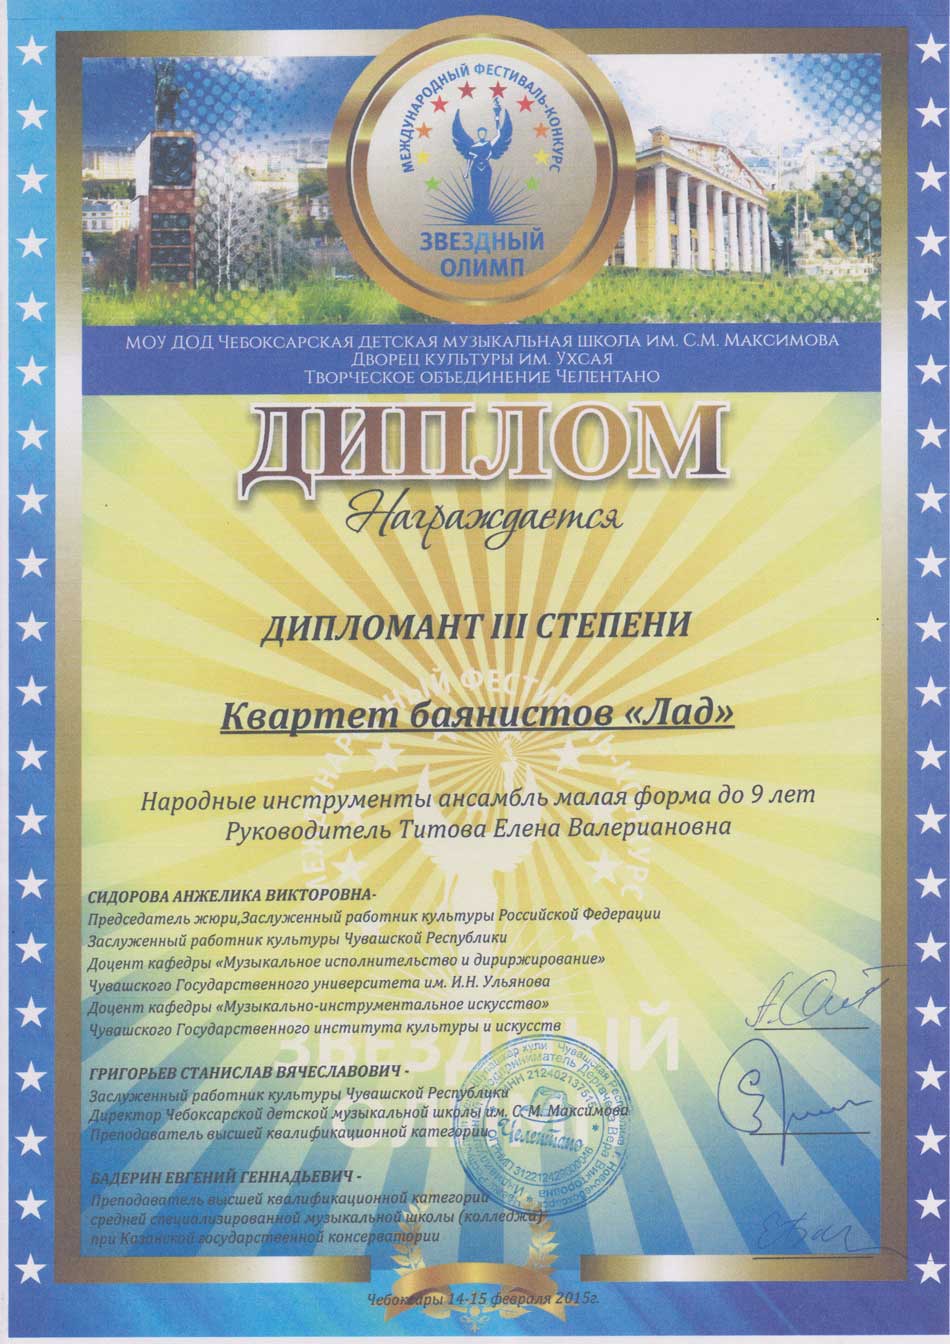 МЕЖДУНАРОДНЫЙ ФЕСТИВАЛЬ-КОНКУРС
ЗВЕЗДНЫЙ
ОЛИМП
МОУ ДОД Чебоксарская детская музыкальная школа им. С.М. Максимова
Дворец культуры им. Ухсая
Творческое объединение Челентано
ДИПЛОМ
Награждается
ДИПЛОМАНТ III СТЕПЕНИ
Квартет баянистов «Лад»
Народные инструменты ансамбль малая форма до 9 лет
Руководитель Титова Елена Валериановна
СИДОРОВА АНЖЕЛИКА ВИКТОРОВНА-
Председатель жюри,Заслуженный работник культуры Российской Федерации
Заслуженный работник культуры Чувашской Республики
Доцент кафедры «Музыкальное исполнительство и дириржирование»
Чувашского Государственного университета им. И.Н. Ульянова
Доцент кафедры «Музыкально-инструментальное искусство»
Чувашского Государственного института культуры и искусств
ГРИГОРЬЕВ СТАНИСЛАВ ВЯЧЕСЛАВОВИЧ -
Заслуженный работник культуры Чувашской Республики
Директор Чебоксарской детской музыкальной школы им. С. М. Максимова
Преподаватель высшей квалификационной категории
БАДЕРИН ЕВГЕНИЙ ГЕННАДЬЕВИЧ -
Преподаватель высшей квалификационной категории
средней специализированной музыкальной школы (колледжи)
при Казанской государственной консерватории
Челентано
Чебоксары 14-15 февраля 2015г.